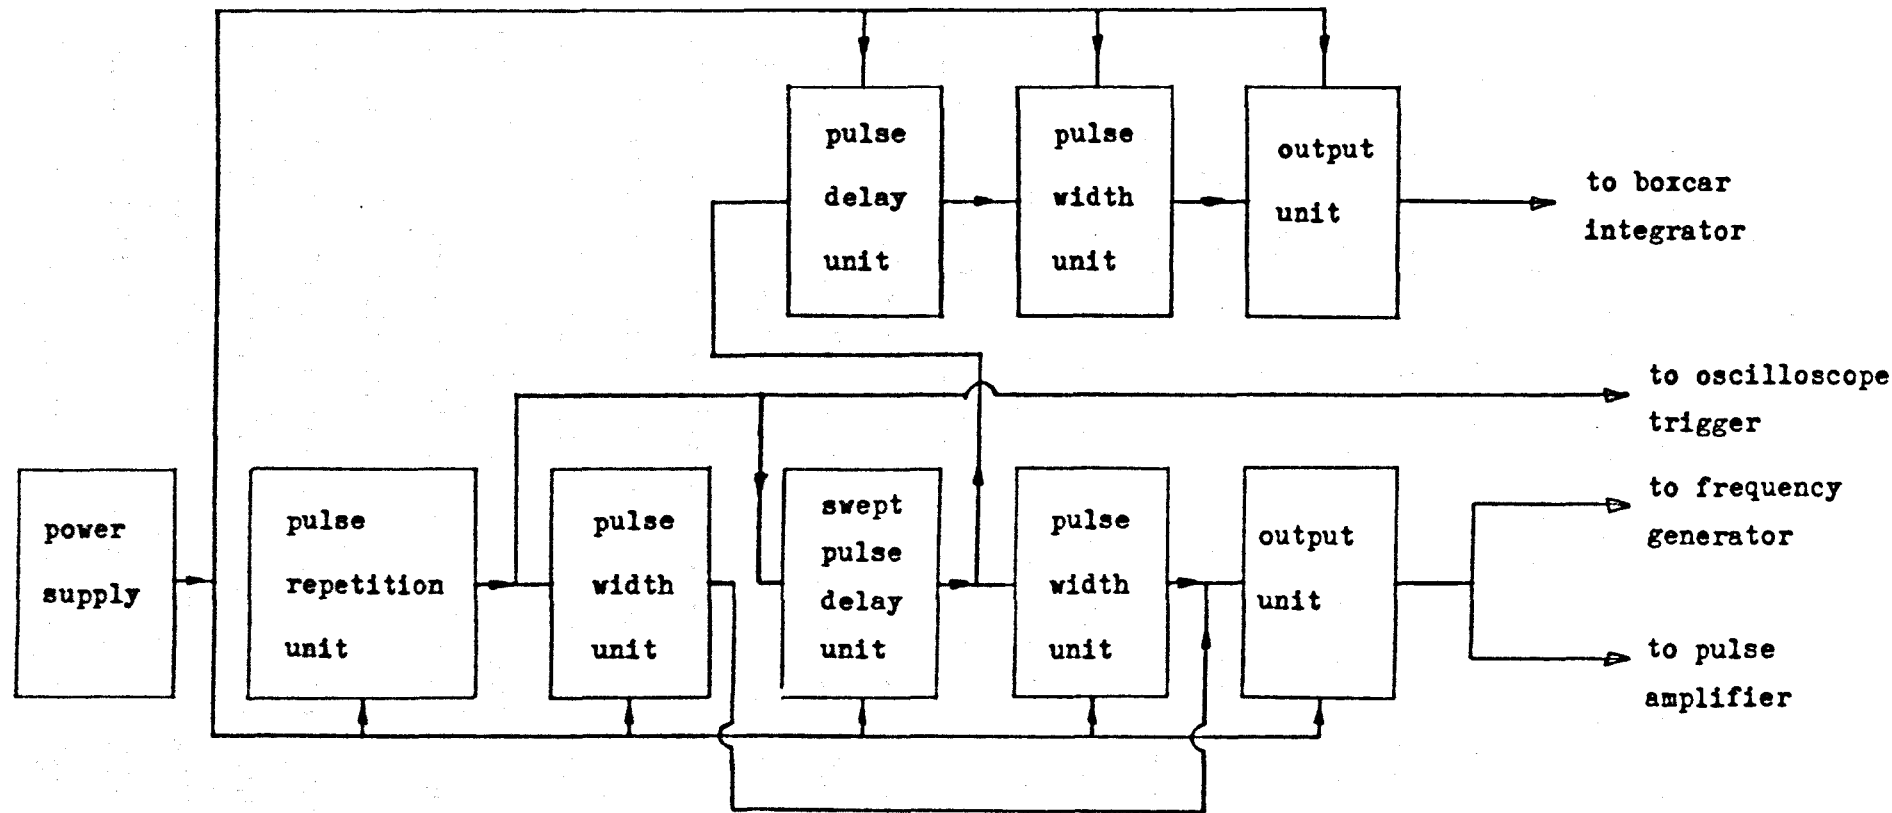 pulse
delay
unit
pulse
width
unit
output
unit
to boxcar
integrator
to oscilloscope
trigger
power
supply
pulse
repetition
unit
pulse
width
unit
swept
pulse
delay
unit
pulse
width
unit
output
unit
to frequency
generator
to pulse
amplifier